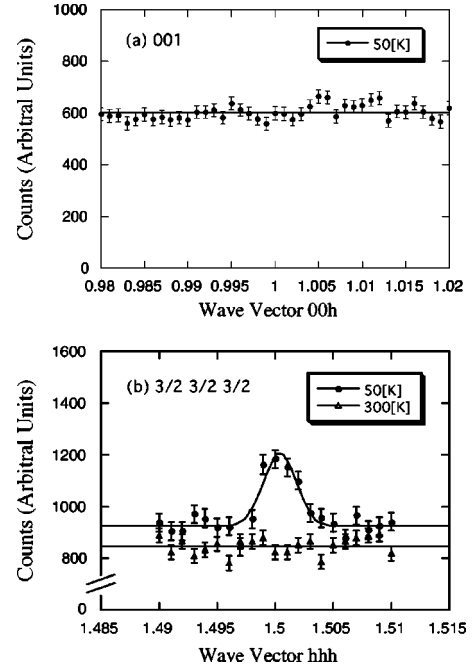 1000
(a) 001
50[K]
800
600
400
200
0
Counts (Arbitral Units)
0.98 0.985 0.99 0.995 1 1.005 1.01 1.015 1.02
Wave Vector 00h
1600
(b) 3/2 3/2 3/2
50[K]
300[K]
1400
1200
1000
800
0
Counts (Arbitral Units)
1.485 1.49 1.495 1.5 1.505 1.51 1.515
Wave Vector hhh